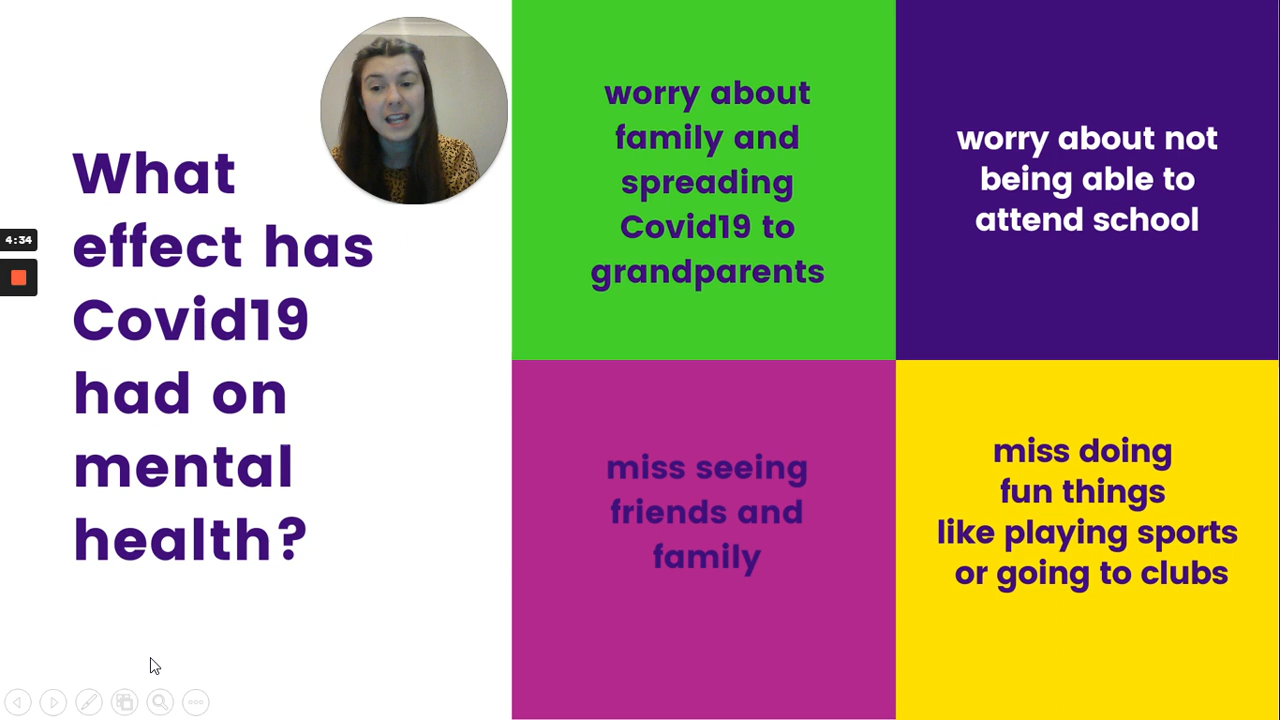 What
effect has
Covid19
had on
mental
health?
4:34
worry about
family and
spreading
Covid19 to
grandparents
worry about not
being able to
attend school
miss seeing
friends and
family
miss doing
fun things
like playing sports
or going to clubs